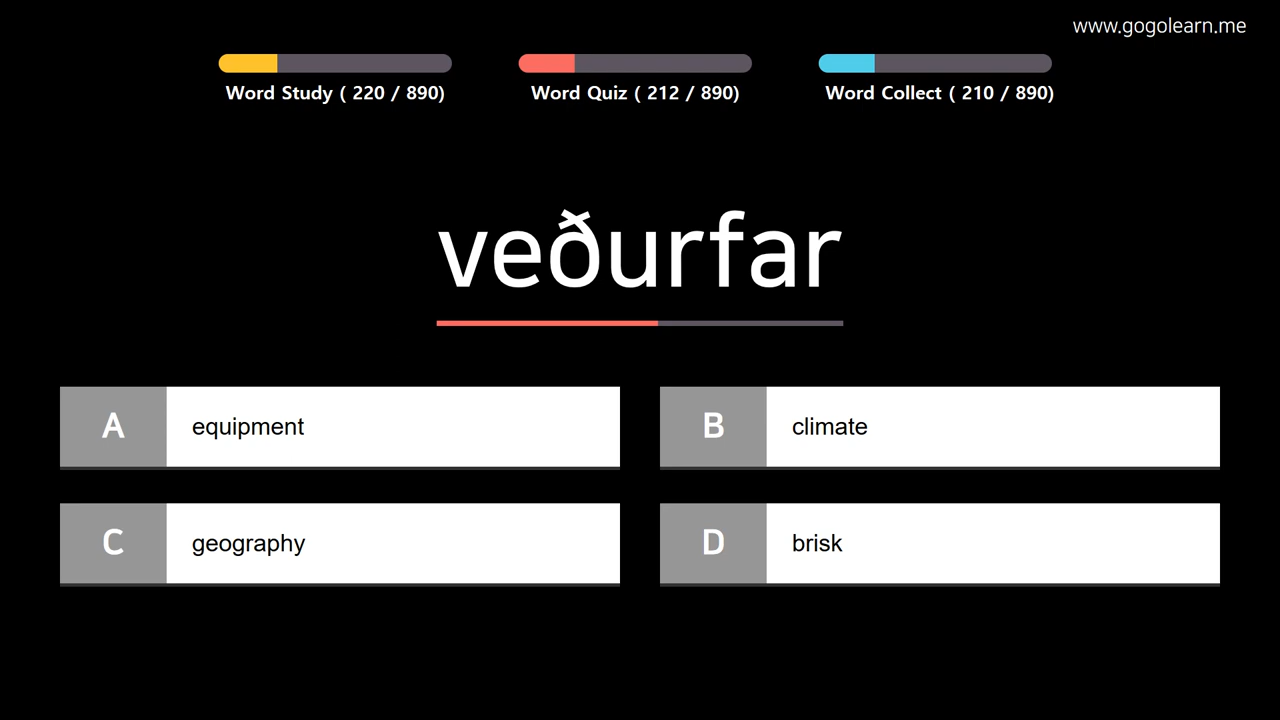 www.gogolearn.me
Word Study ( 220 / 890)
Word Quiz ( 212 / 890)
Word Collect ( 210 / 890)
veðurfar
A equipment
B climate
C geography
D brisk